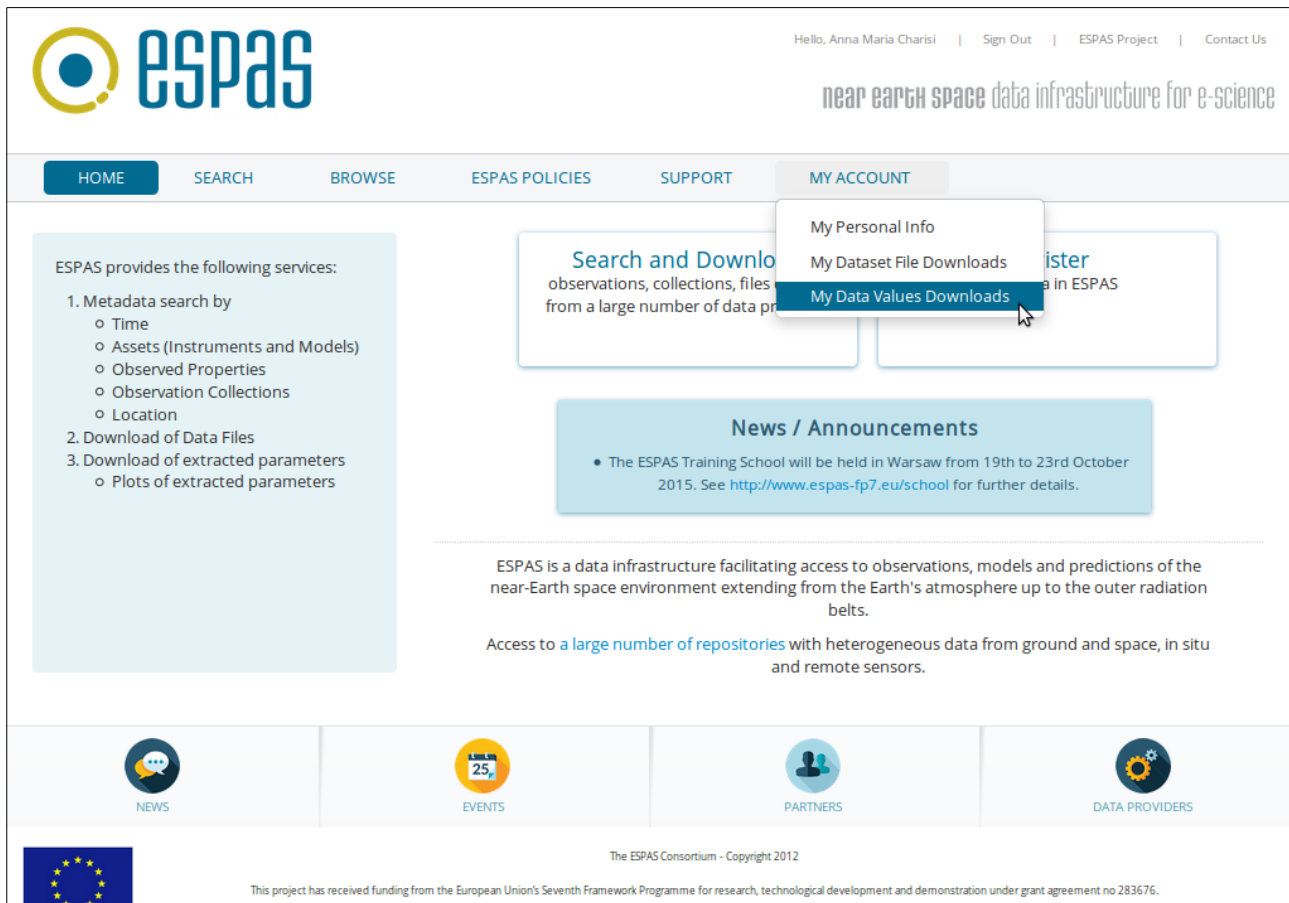 espas
Hello, Anna Maria Charisi | Sign Out | ESPAS Project | Contact Us
near earth space data infrastructure for e-science
HOME SEARCH BROWSE ESPAS POLICIES SUPPORT MY ACCOUNT
My Personal Info
My Dataset File Downloads
My Data Values Downloads
ESPAS provides the following services:
1. Metadata search by
Time
Assets (Instruments and Models)
Observed Properties
Observation Collections
Location
2. Download of Data Files
3. Download of extracted parameters
Plots of extracted parameters
Search and Downlo
observations, collections, files
from a large number of data pr
ister
a in ESPAS
News / Announcements
• The ESPAS Training School will be held in Warsaw from 19th to 23rd October
2015. See http://www.espas-fp7.eu/school for further details.
ESPAS is a data infrastructure facilitating access to observations, models and predictions of the
near-Earth space environment extending from the Earth's atmosphere up to the outer radiation
belts.
Access to a large number of repositories with heterogeneous data from ground and space, in situ
and remote sensors.
25
NEWS EVENTS PARTNERS DATA PROVIDERS
The ESPAS Consortium - Copyright 2012
This project has received funding from the European Union's Seventh Framework Programme for research, technological development and demonstration under grant agreement no 283676.